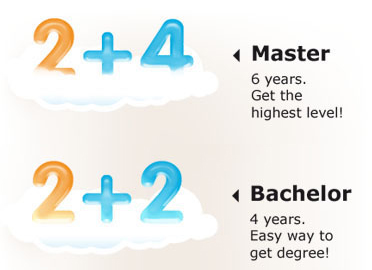 2+4
Master
6 years.
Get the
highest level!
2+2
Bachelor
4 years.
Easy way to
get degree!